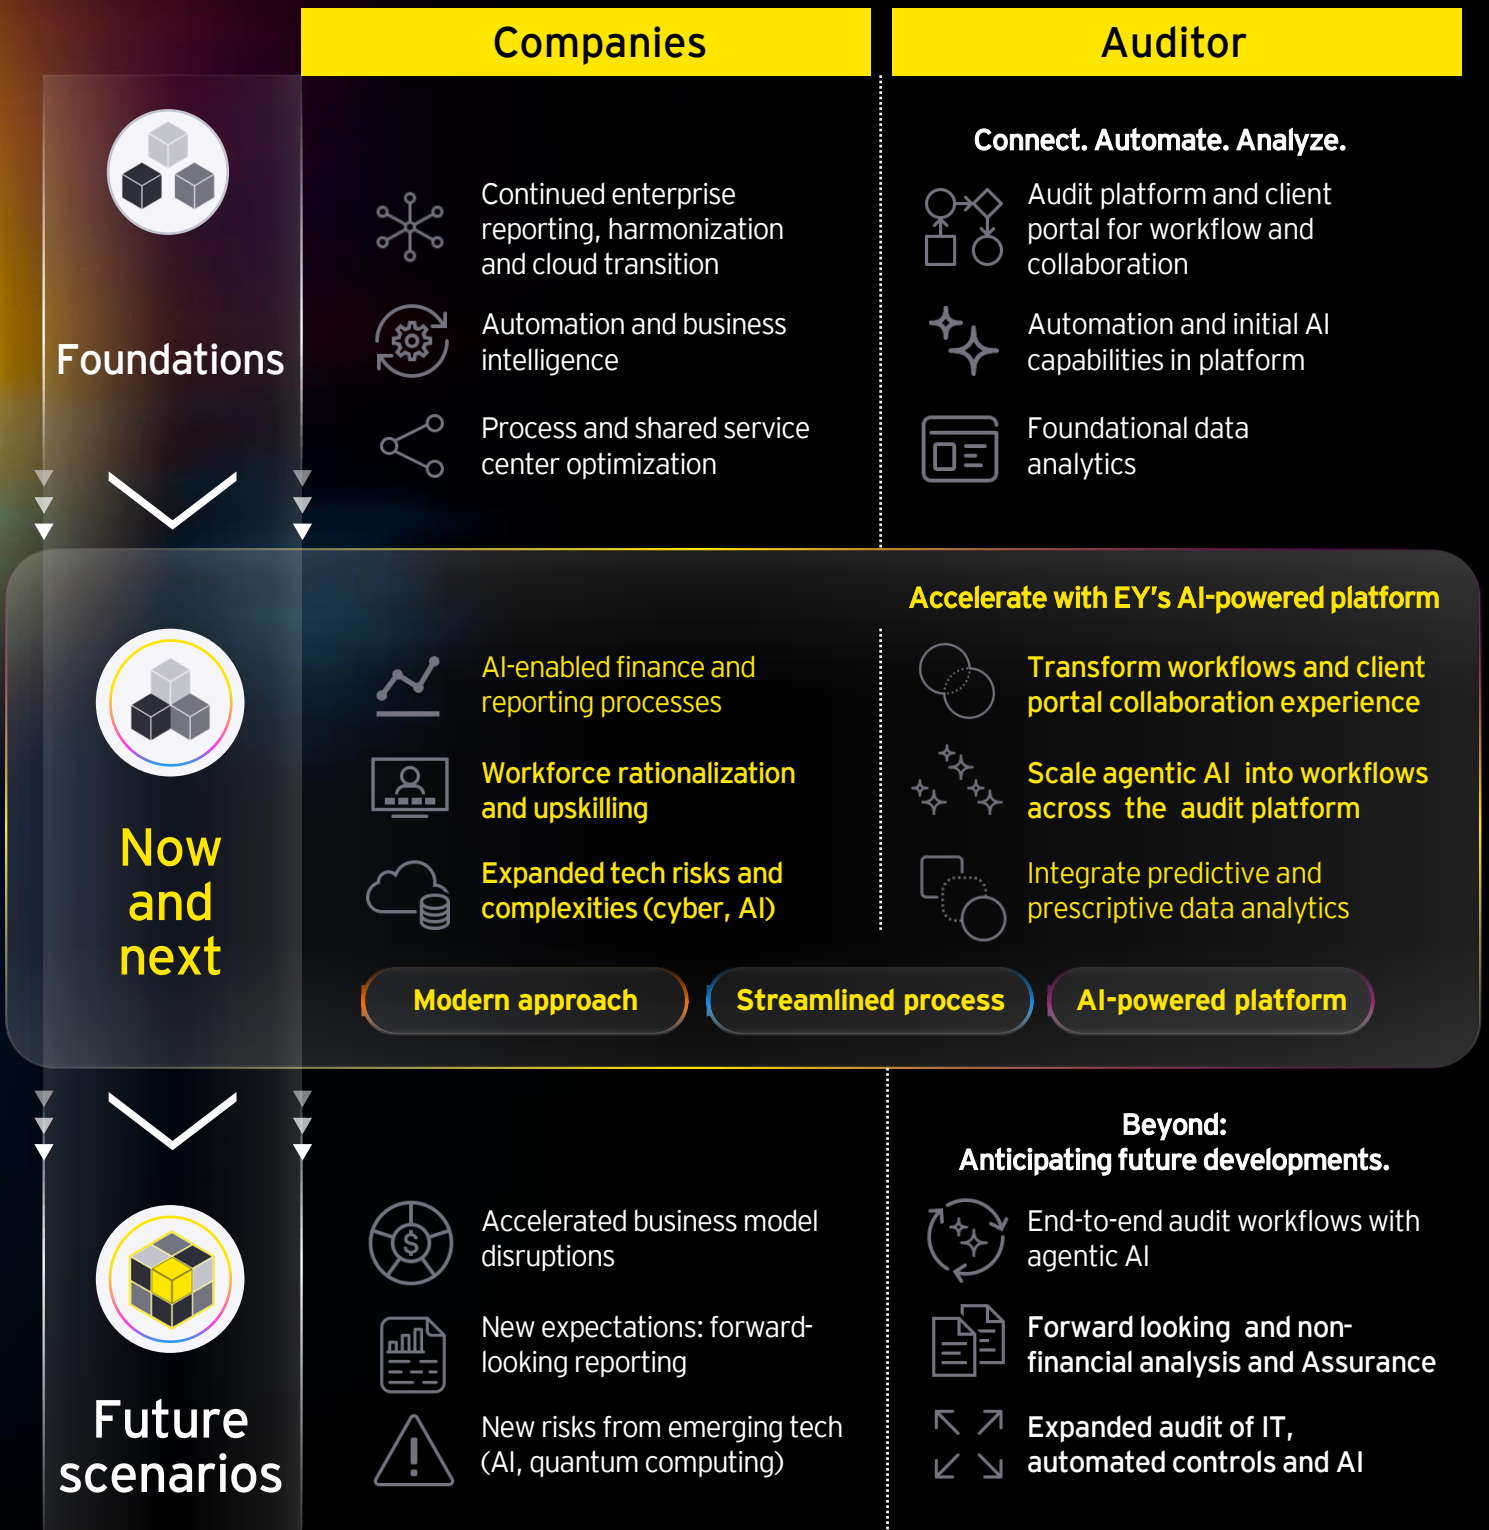 Companies
Auditor
Foundations
Continued enterprise
reporting, harmonization
and cloud transition
Automation and business
intelligence
Process and shared service
center optimization
Connect. Automate. Analyze.
Audit platform and client
portal for workflow and
collaboration
Automation and initial AI
capabilities in platform
Foundational data
analytics
Now
and
next
AI-enabled finance and
reporting processes
Workforce rationalization
and upskilling
Expanded tech risks and
complexities (cyber, AI)
Accelerate with EY's AI-powered platform
Transform workflows and client
portal collaboration experience
Scale agentic AI into workflows
across the audit platform
Integrate predictive and
prescriptive data analytics
Modern approach
Streamlined process
AI-powered platform
Future
scenarios
$
Accelerated business model
disruptions
New expectations: forward-
looking reporting
New risks from emerging tech
(AI, quantum computing)
Beyond:
Anticipating future developments.
End-to-end audit workflows with
agentic AI
Forward looking and non-
financial analysis and Assurance
Expanded audit of IT,
automated controls and AI